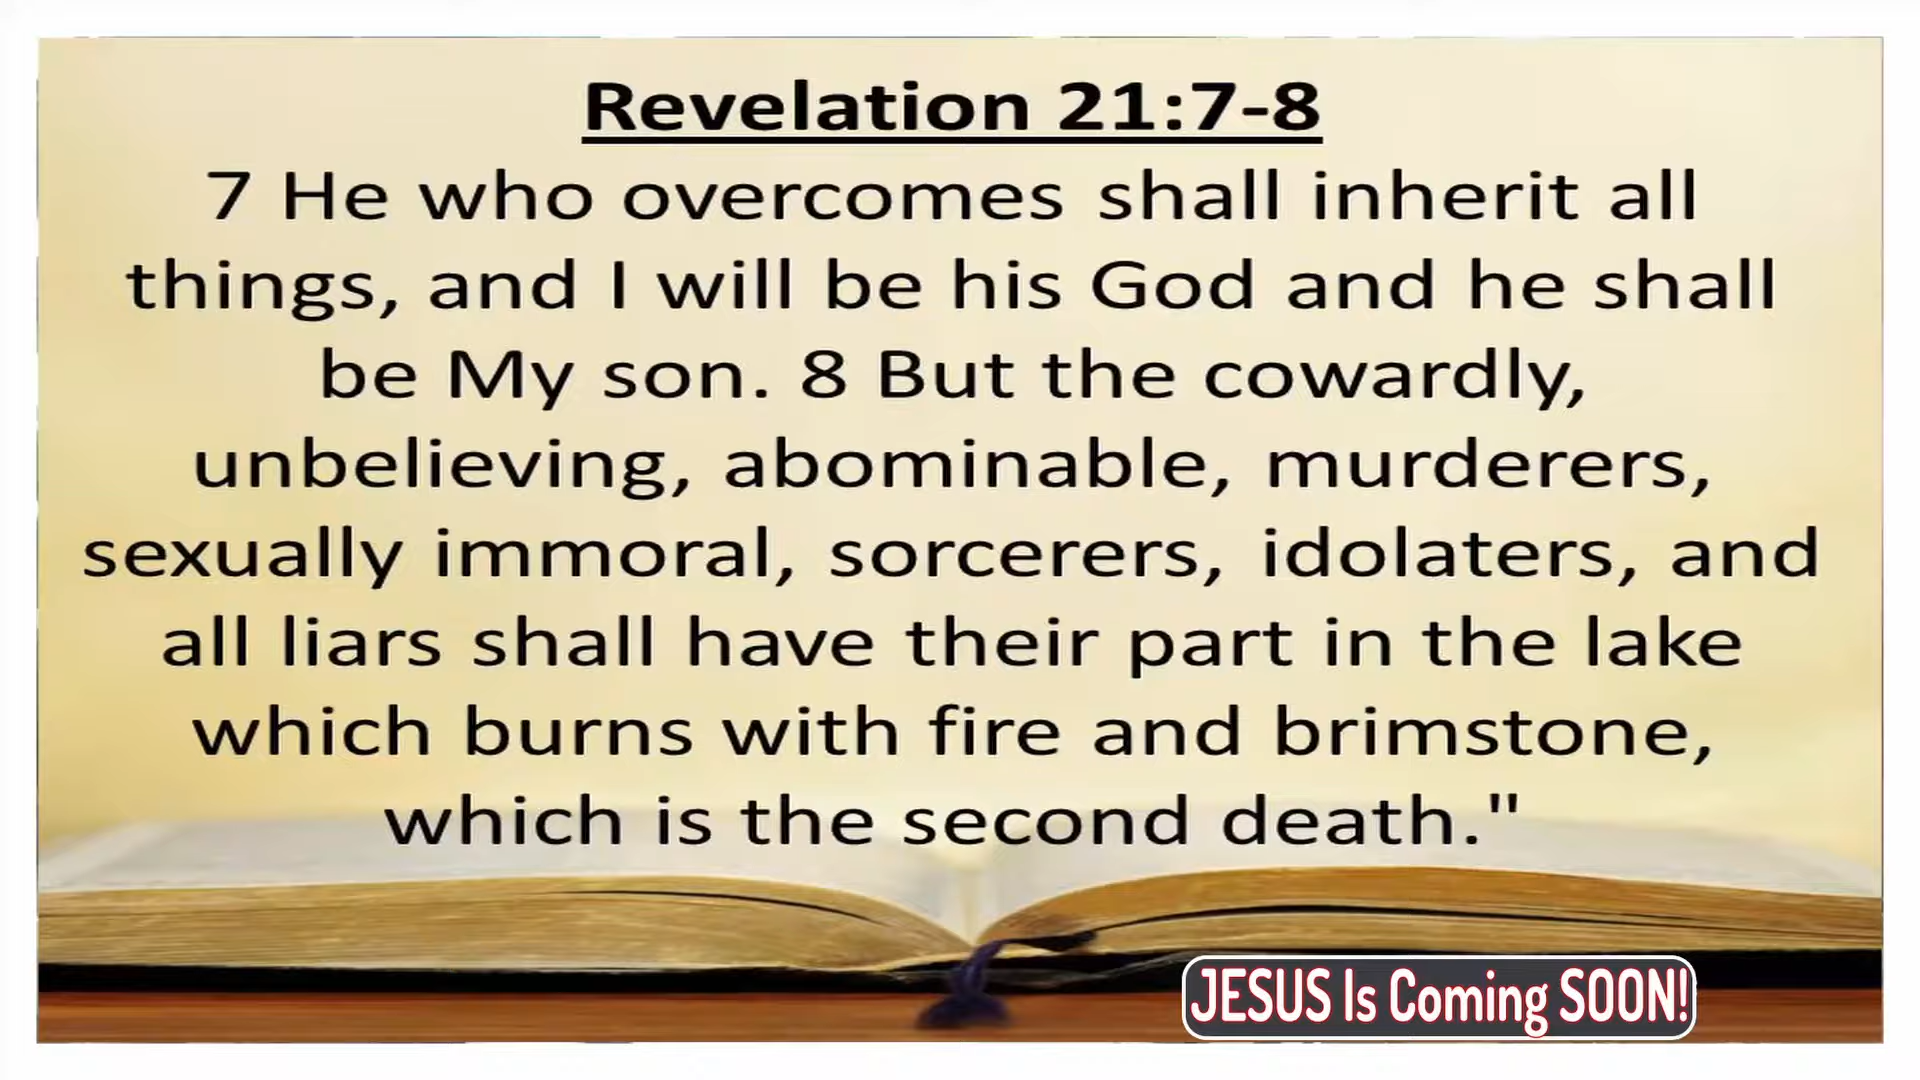 Revelation 21:7-8
7 He who overcomes shall inherit all
things, and I will be his God and he shall
be My son. 8 But the cowardly,
unbelieving, abominable, murderers,
sexually immoral, sorcerers, idolaters, and
all liars shall have their part in the lake
which burns with fire and brimstone,
which is the second death."
JESUS Is Coming SOON!